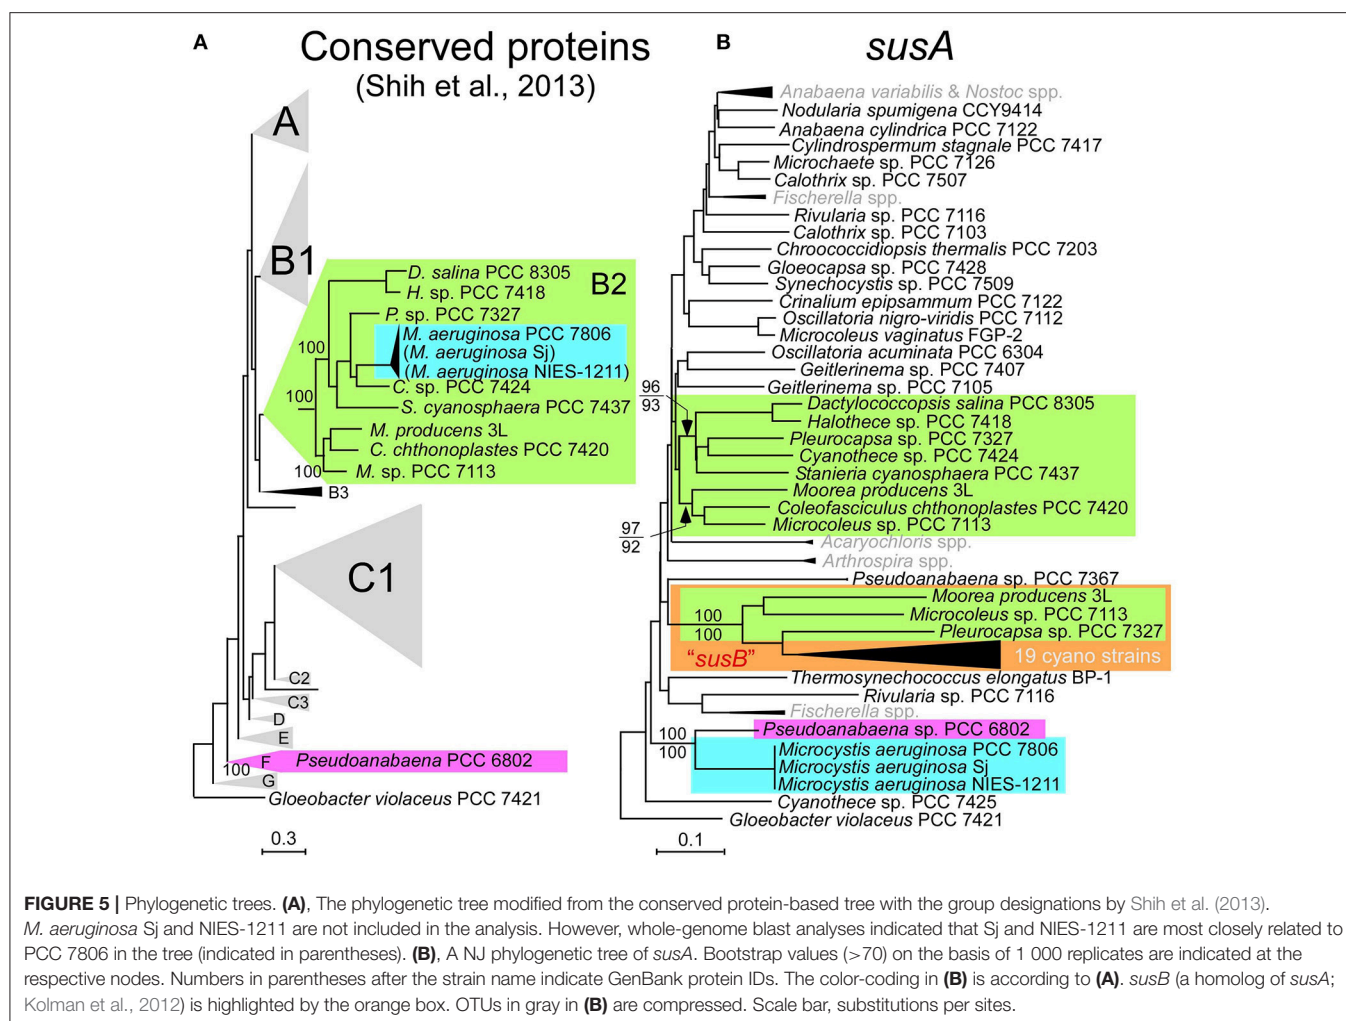 A
Conserved proteins
(Shih et al., 2013)
A
B1
B2
D. salina PCC 8305
H. sp. PCC 7418
P. sp. PCC 7327
M. aeruginosa PCC 7806
(M. aeruginosa Sj)
(M. aeruginosa NIES-1211)
C. sp. PCC 7424
S. cyanosphaera PCC 7437
M. producens 3L
C. chthonoplastes PCC 7420
M. sp. PCC 7113
100
100
100
B3
C1
C2
C3
D
E
F
100
Pseudoanabaena PCC 6802
G
Gloeobacter violaceus PCC 7421
0.3
B
susA
Anabaena variabilis & Nostoc spp.
Nodularia spumigena CCY9414
Anabaena cylindrica PCC 7122
Cylindrospermum stagnale PCC 7417
Microchaete sp. PCC 7126
Calothrix sp. PCC 7507
Fischerella spp.
Rivularia sp. PCC 7116
Calothrix sp. PCC 7103
Chroococcidiopsis thermalis PCC 7203
Gloeocapsa sp. PCC 7428
Synechocystis sp. PCC 7509
Crinalium epipsammum PCC 7122
Oscillatoria nigro-viridis PCC 7112
Microcoleus vaginatus FGP-2
Oscillatoria acuminata PCC 6304
Geitlerinema sp. PCC 7407
Geitlerinema sp. PCC 7105
96
93
Dactylococcopsis salina PCC 8305
Halothece sp. PCC 7418
Pleurocapsa sp. PCC 7327
Cyanothece sp. PCC 7424
Stanieria cyanosphaera PCC 7437
Moorea producens 3L
Coleofasciculus chthonoplastes PCC 7420
Microcoleus sp. PCC 7113
97
92
Acaryochloris spp.
Arthrospira spp.
Pseudoanabaena sp. PCC 7367
Moorea producens 3L
Microcoleus sp. PCC 7113
Pleurocapsa sp. PCC 7327
100
100
"susB"
19 cyano strains
Thermosynechococcus elongatus BP-1
Rivularia sp. PCC 7116
Fischerella spp.
100
100
Pseudoanabaena sp. PCC 6802
Microcystis aeruginosa PCC 7806
Microcystis aeruginosa Sj
Microcystis aeruginosa NIES-1211
Cyanothece sp. PCC 7425
Gloeobacter violaceus PCC 7421
0.1
FIGURE 5 | Phylogenetic trees. (A), The phylogenetic tree modified from the conserved protein-based tree with the group designations by Shih et al. (2013).
M. aeruginosa Sj and NIES-1211 are not included in the analysis. However, whole-genome blast analyses indicated that Sj and NIES-1211 are most closely related to
PCC 7806 in the tree (indicated in parentheses). (B), A NJ phylogenetic tree of susA. Bootstrap values (>70) on the basis of 1 000 replicates are indicated at the
respective nodes. Numbers in parentheses after the strain name indicate GenBank protein IDs. The color-coding in (B) is according to (A). susB (a homolog of susA;
Kolman et al., 2012) is highlighted by the orange box. OTUs in gray in (B) are compressed. Scale bar, substitutions per sites.